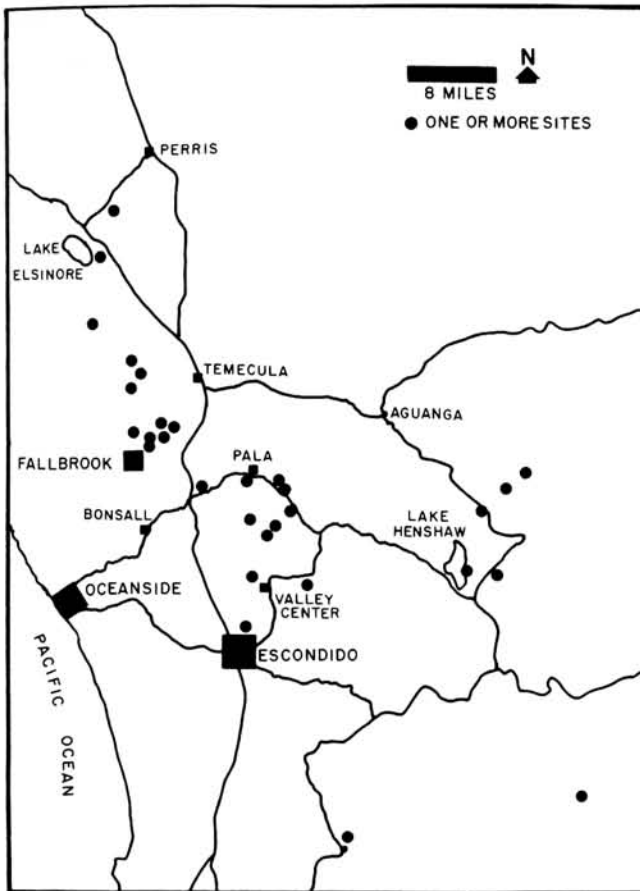 N
8 MILES
ONE OR MORE SITES
PERRIS
LAKE
ELSINORE
TEMECULA
AGUANGA
PALA
FALLBROOK
BONSALL
LAKE
HENSHAW
OCEANSIDE
VALLEY
CENTER
ESCONDIDO
PACIFIC OCEAN